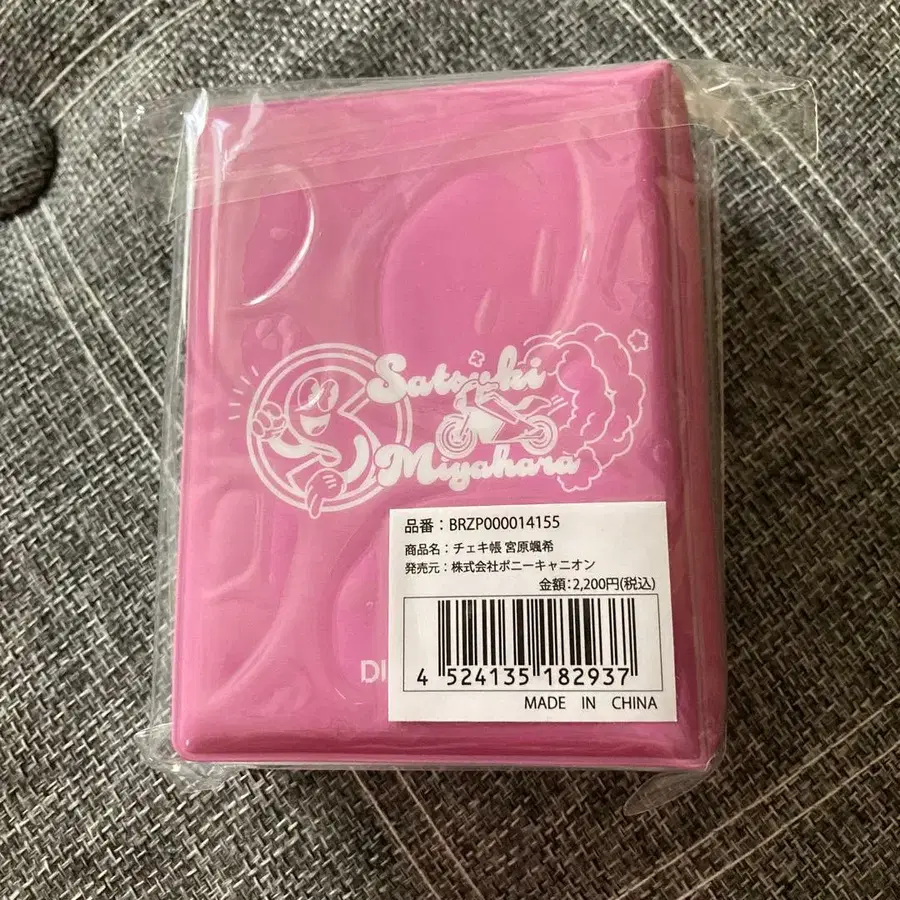 Satsuki
Miyahara
品番：BRZP000014155
商品名：チェキ帳 宮原颯希
発売元：株式会社ポニーキャニオン
金額：2,200円(税込)
4 524135 182937
MADE IN CHINA